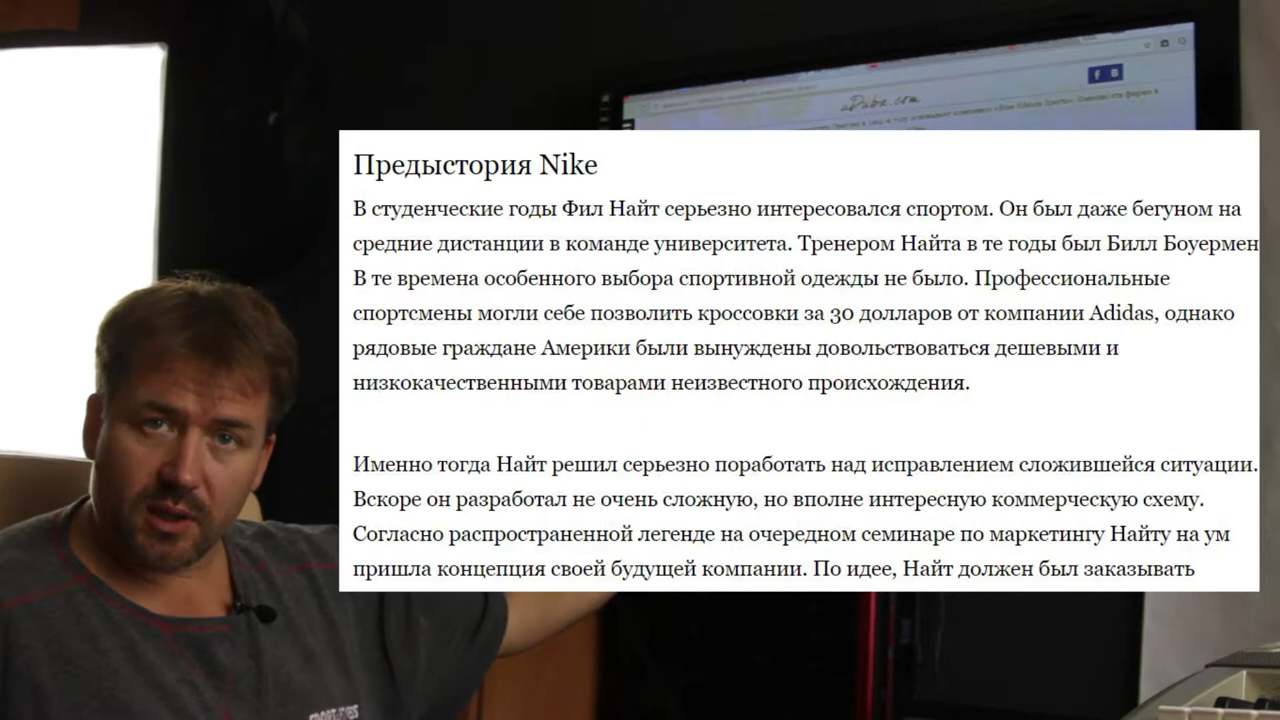 Предыстория Nike
В студенческие годы Фил Найт серьезно интересовался спортом. Он был даже бегуном на
средние дистанции в команде университета. Тренером Найта в те годы был Билл Боуермен
В те времена особенного выбора спортивной одежды не было. Профессиональные
спортсмены могли себе позволить кроссовки за 30 долларов от компании Adidas, однако
рядовые граждане Америки были вынуждены довольствоваться дешевыми и
низкокачественными товарами неизвестного происхождения.
Именно тогда Найт решил серьезно поработать над исправлением сложившейся ситуации.
Вскоре он разработал не очень сложную, но вполне интересную коммерческую схему.
Согласно распространенной легенде на очередном семинаре по маркетингу Найту на ум
пришла концепция своей будущей компании. По идее, Найт должен был заказывать